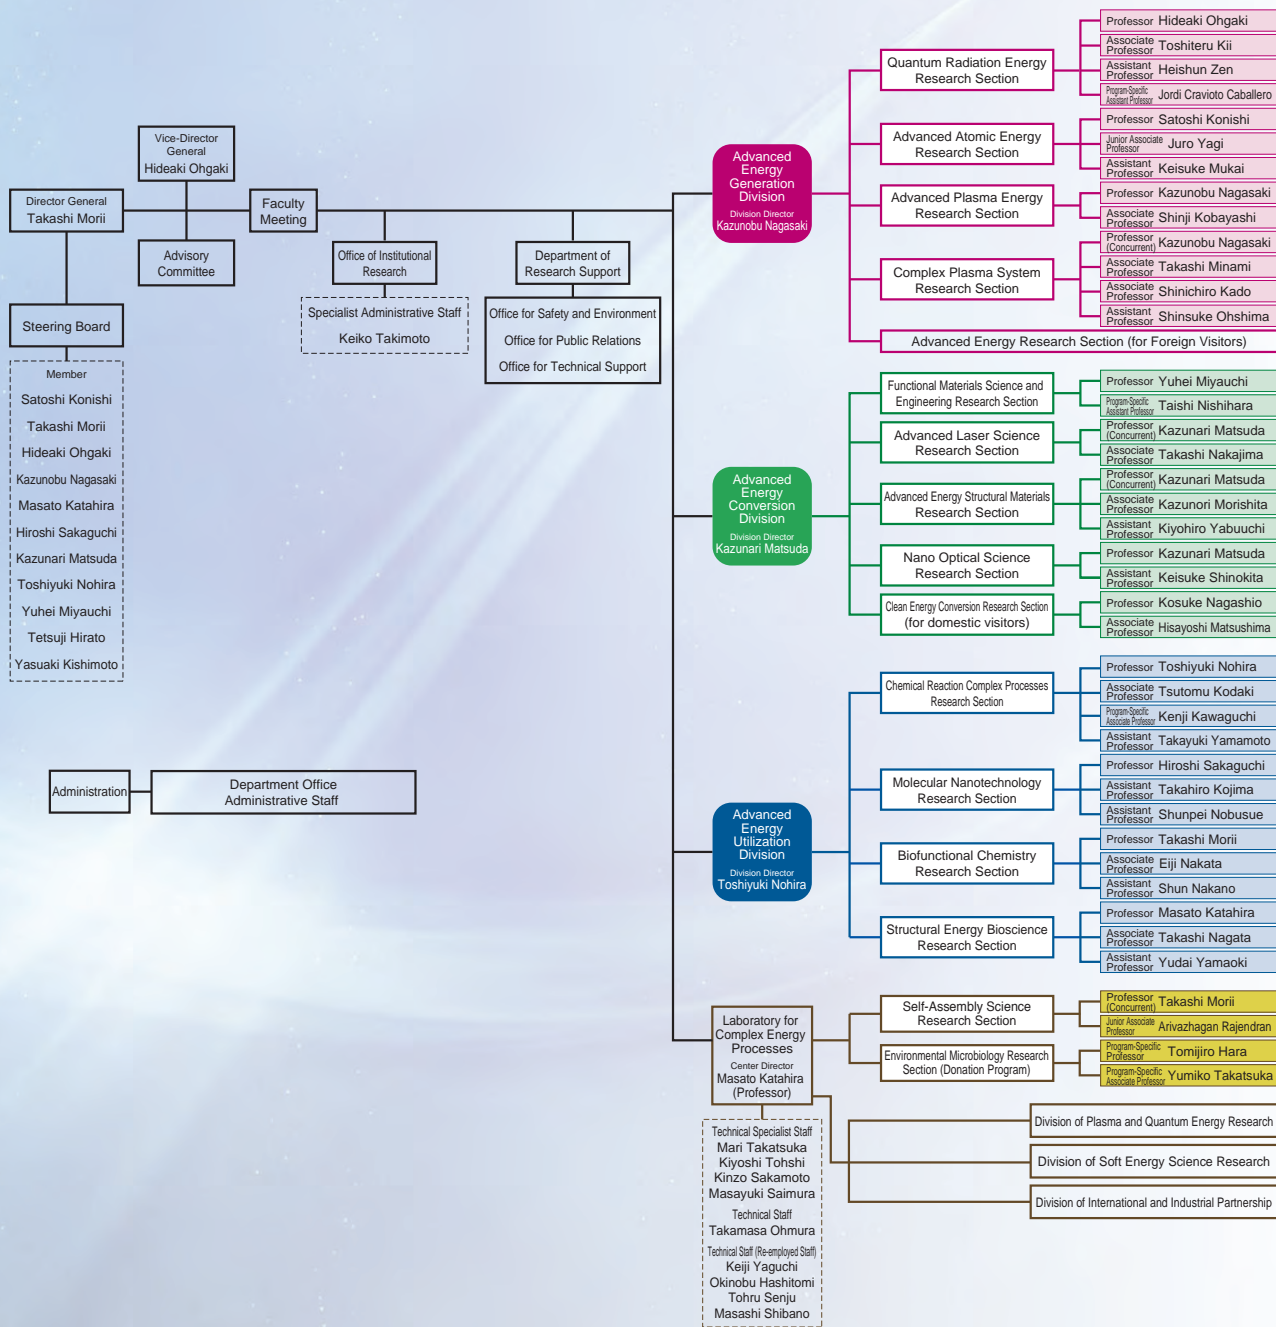 Vice-Director
General
Hideaki Ohgaki
Director General
Takashi Morii
Faculty
Meeting
Advisory
Committee
Office of Institutional
Research
Department of
Research Support
Specialist Administrative Staff
Keiko Takimoto
Office for Safety and Environment
Office for Public Relations
Office for Technical Support
Steering Board
Member
Satoshi Konishi
Takashi Morii
Hideaki Ohgaki
Kazunobu Nagasaki
Masato Katahira
Hiroshi Sakaguchi
Kazunari Matsuda
Toshiyuki Nohira
Yuhei Miyauchi
Tetsuji Hirato
Yasuaki Kishimoto
Administration
Department Office
Administrative Staff
Advanced
Energy
Generation
Division
Division Director
Kazunobu Nagasaki
Quantum Radiation Energy
Research Section
Professor Hideaki Ohgaki
Associate
Professor Toshiteru Kii
Assistant
Professor Heishun Zen
Program-Specific
Assistant Professor Jordi Cravioto Caballero
Advanced Atomic Energy
Research Section
Professor Satoshi Konishi
Junior Associate
Professor Juro Yagi
Assistant
Professor Keisuke Mukai
Advanced Plasma Energy
Research Section
Professor Kazunobu Nagasaki
Associate
Professor Shinji Kobayashi
Complex Plasma System
Research Section
Professor
(Concurrent) Kazunobu Nagasaki
Associate
Professor Takashi Minami
Associate
Professor Shinichiro Kado
Assistant
Professor Shinsuke Ohshima
Advanced Energy Research Section (for Foreign Visitors)
Advanced
Energy
Conversion
Division
Division Director
Kazunari Matsuda
Functional Materials Science and
Engineering Research Section
Professor Yuhei Miyauchi
Program-Specific
Assistant Professor Taishi Nishihara
Advanced Laser Science
Research Section
Professor
(Concurrent) Kazunari Matsuda
Associate
Professor Takashi Nakajima
Advanced Energy Structural Materials
Research Section
Professor
(Concurrent) Kazunari Matsuda
Associate
Professor Kazunori Morishita
Assistant
Professor Kiyohiro Yabuuchi
Nano Optical Science
Research Section
Professor Kazunari Matsuda
Assistant
Professor Keisuke Shinokita
Clean Energy Conversion Research Section
(for domestic visitors)
Professor Kosuke Nagashio
Associate
Professor Hisayoshi Matsushima
Advanced
Energy
Utilization
Division
Division Director
Toshiyuki Nohira
Chemical Reaction Complex Processes
Research Section
Professor Toshiyuki Nohira
Associate
Professor Tsutomu Kodaki
Program-Specific
Associate Professor Kenji Kawaguchi
Assistant
Professor Takayuki Yamamoto
Molecular Nanotechnology
Research Section
Professor Hiroshi Sakaguchi
Assistant
Professor Takahiro Kojima
Assistant
Professor Shunpei Nobusue
Biofunctional Chemistry
Research Section
Professor Takashi Morii
Associate
Professor Eiji Nakata
Assistant
Professor Shun Nakano
Structural Energy Bioscience
Research Section
Professor Masato Katahira
Associate
Professor Takashi Nagata
Assistant
Professor Yudai Yamaoki
Laboratory for
Complex Energy
Processes
Center Director
Masato Katahira
(Professor)
Self-Assembly Science
Research Section
Professor
(Concurrent) Takashi Morii
Junior Associate
Professor Arivazhagan Rajendran
Environmental Microbiology Research
Section (Donation Program)
Program-Specific
Professor Tomijiro Hara
Program-Specific
Associate Professor Yumiko Takatsuka
Technical Specialist Staff
Mari Takatsuka
Kiyoshi Tohshi
Kinzo Sakamoto
Masayuki Saimura
Technical Staff
Takamasa Ohmura
Technical Staff (Re-employed Staff)
Keiji Yaguchi
Okinobu Hashitomi
Tohru Senju
Masashi Shibano
Division of Plasma and Quantum Energy Research
Division of Soft Energy Science Research
Division of International and Industrial Partnership